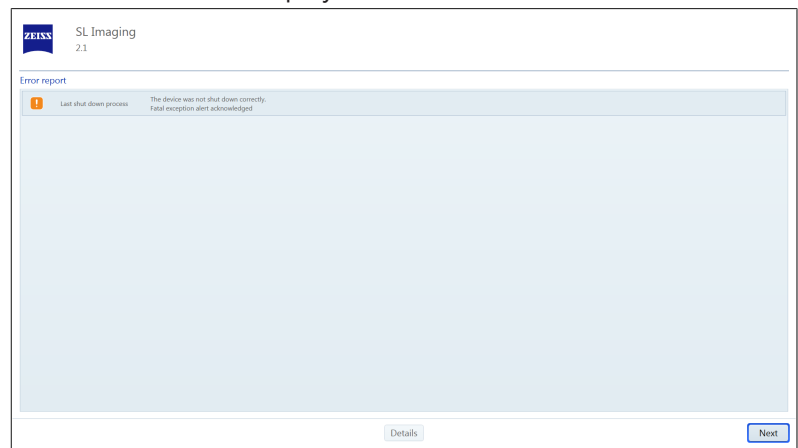 ZEISS
SL Imaging
2.1
Error report
Last shut down process
The device was not shut down correctly.
Fatal exception alert acknowledged
Details
Next